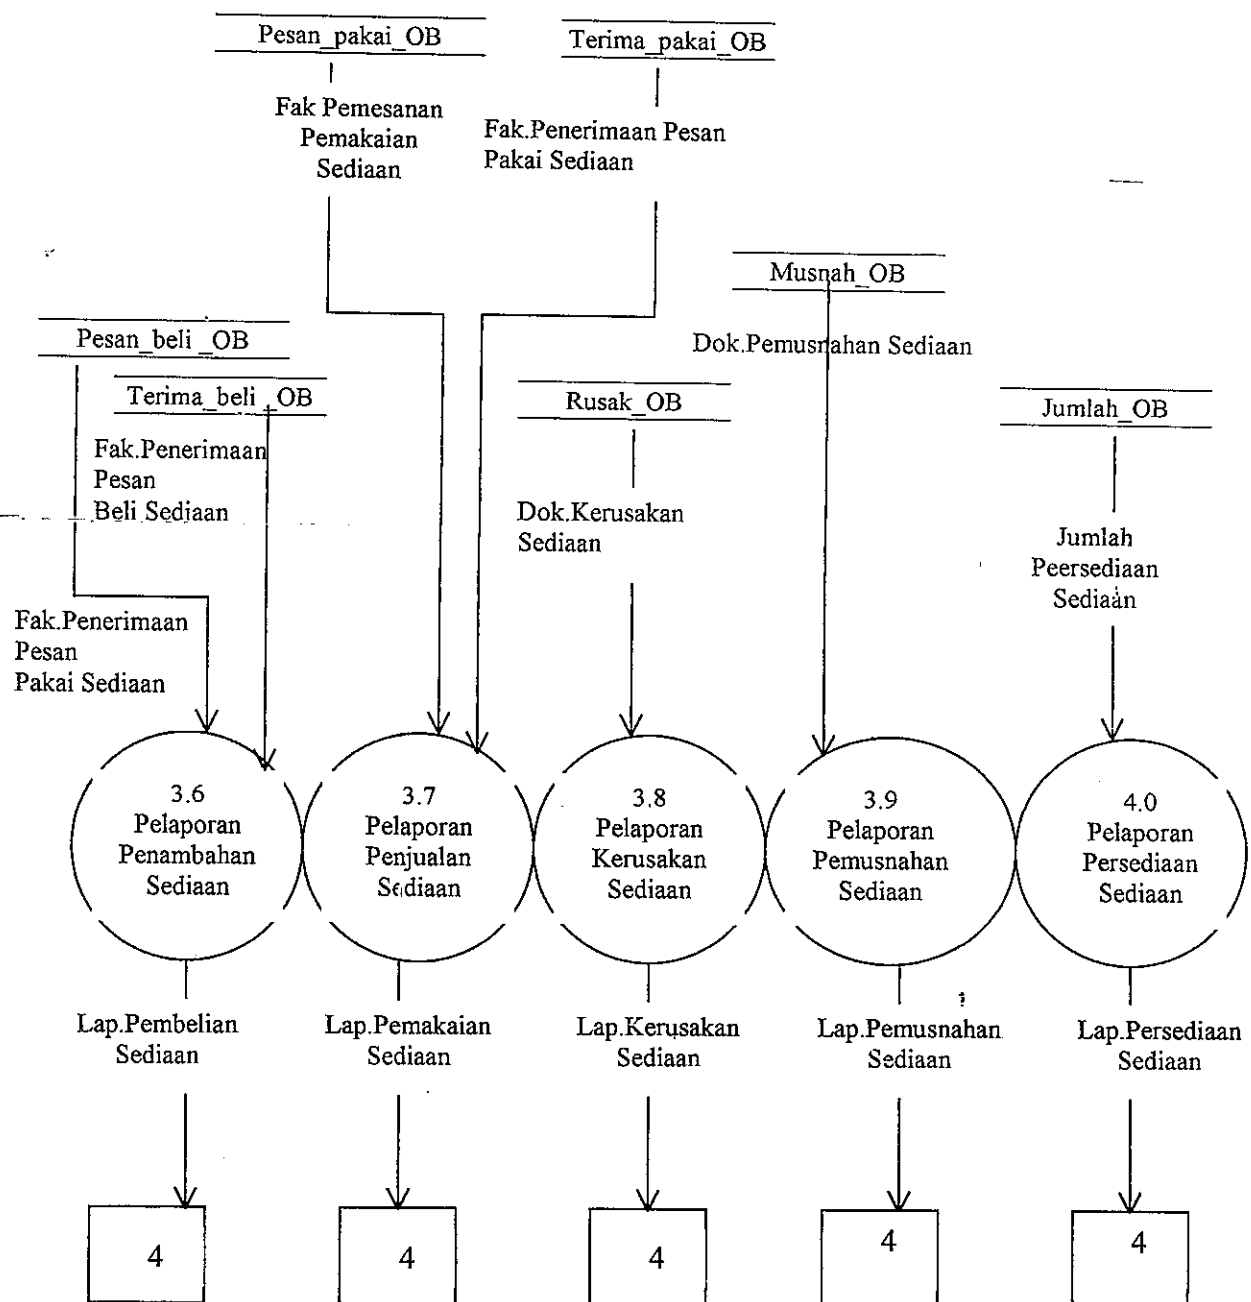 Pesan_pakai_OB
Terima_pakai_OB
Fak Pemesanan
Pemakaian
Sediaan
Fak.Penerimaan Pesan
Pakai Sediaan
Musnah_OB
Dok.Pemusnahan Sediaan
Pesan_beli _OB
Terima_beli _OB
Rusak_OB
Jumlah_OB
Fak.Penerimaan
Pesan
Beli Sediaan
Dok.Kerusakan
Sediaan
Jumlah
Peersediaan
Sediaan
Fak.Penerimaan
Pesan
Pakai Sediaan
3.6
Pelaporan
Penambahan
Sediaan
3.7
Pelaporan
Penjualan
Sediaan
3.8
Pelaporan
Kerusakan
Sediaan
3.9
Pelaporan
Pemusnahan
Sediaan
4.0
Pelaporan
Persediaan
Sediaan
Lap.Pembelian
Sediaan
Lap.Pemakaian
Sediaan
Lap.Kerusakan
Sediaan
Lap.Pemusnahan
Sediaan
Lap.Persediaan
Sediaan
4
4
4
4
4